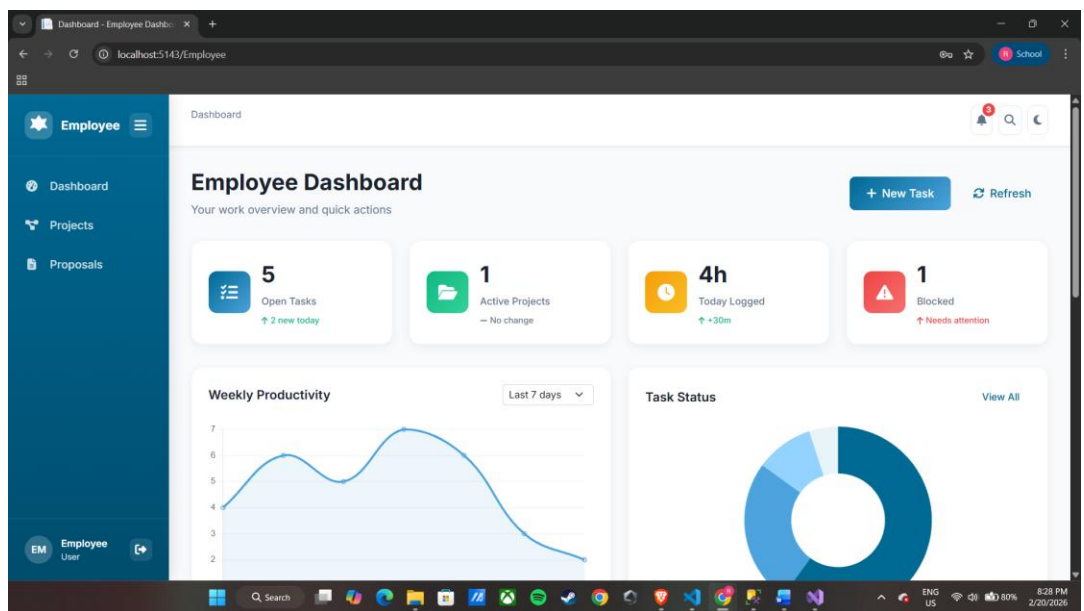 Dashboard - Employee Dashbo
localhost:5143/Employee
School
Employee
Dashboard
Projects
Proposals
EM
Employee
User
Dashboard
3
Employee Dashboard
Your work overview and quick actions
+ New Task
Refresh
5
Open Tasks
↑ 2 new today
1
Active Projects
— No change
4h
Today Logged
↑ +30m
1
Blocked
↑ Needs attention
Weekly Productivity
Last 7 days
7
6
5
4
3
2
Task Status
View All
Search
ENG
US
80%
8:28 PM
2/20/2026